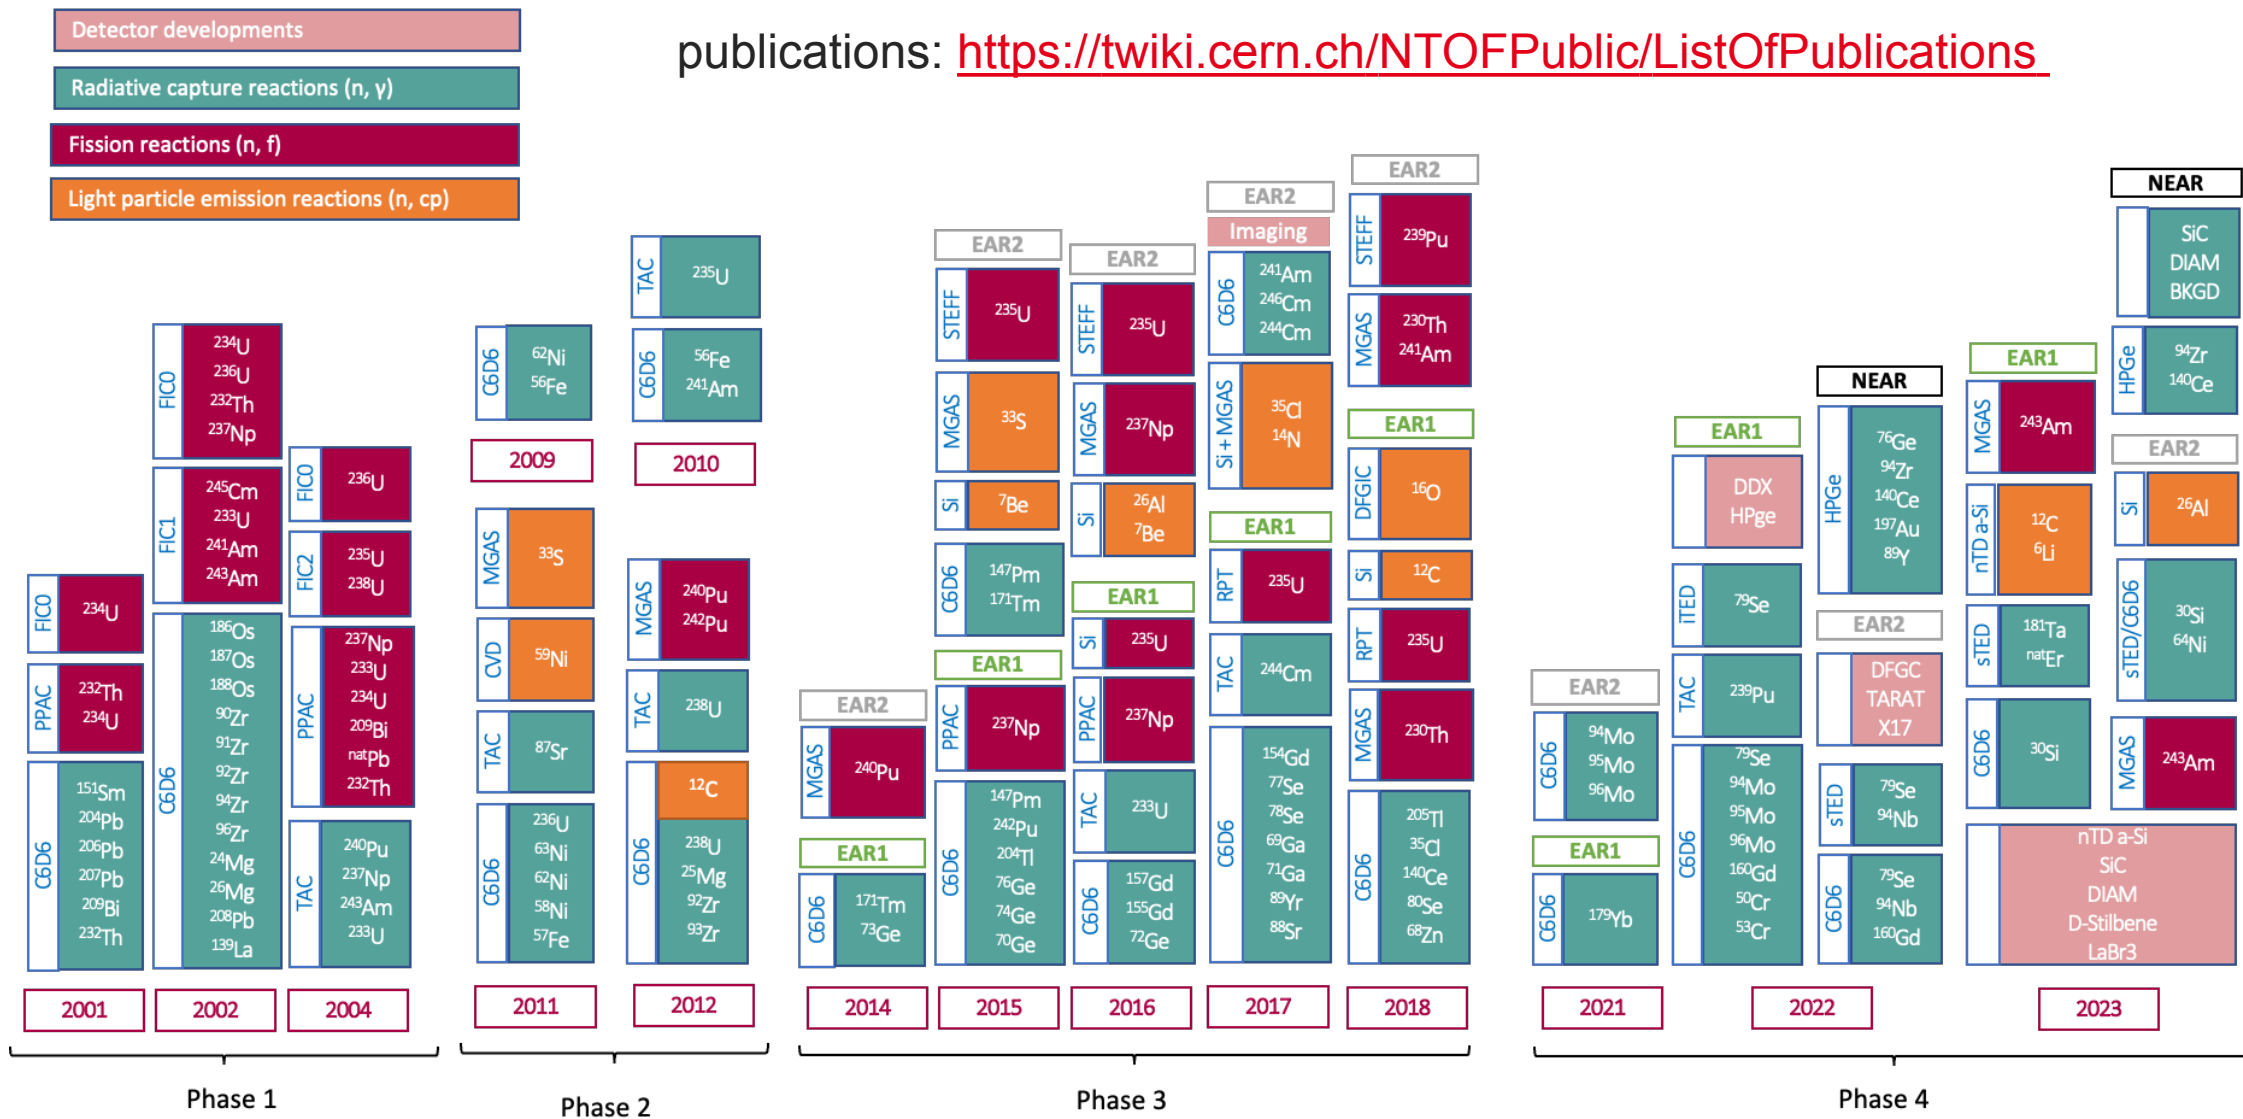 publications: https://twiki.cern.ch/NTOFPublic/ListOfPublications
Detector developments
Radiative capture reactions (n, γ)
Fission reactions (n, f)
Light particle emission reactions (n, cp)
FIC0
²³⁴U
PPAC
²³²Th
²³⁴U
C6D6
¹⁵¹Sm
²⁰⁴Pb
²⁰⁶Pb
²⁰⁷Pb
²⁰⁹Bi
²³²Th
2001
FIC0
²³⁴U
²³⁶U
²³²Th
²³⁷Np
FIC1
²⁴⁵Cm
²³³U
²⁴¹Am
²⁴³Am
C6D6
¹⁸⁶Os
¹⁸⁷Os
¹⁸⁸Os
⁹⁰Zr
⁹¹Zr
⁹²Zr
⁹⁴Zr
⁹⁶Zr
²⁴Mg
²⁶Mg
²⁰⁸Pb
¹³⁹La
2002
FIC0
²³⁶U
FIC2
²³⁵U
²³⁸U
PPAC
²³⁷Np
²³³U
²³⁴U
²⁰⁹Bi
ⁿᵃᵗPb
²³²Th
TAC
²⁴⁰Pu
²³⁷Np
²⁴³Am
²³³U
2004
Phase 1
C6D6
⁶²Ni
⁵⁶Fe
2009
TAC
²³⁵U
C6D6
⁵⁶Fe
²⁴¹Am
2010
MGAS
³³S
CVD
⁵⁹Ni
TAC
⁸⁷Sr
C6D6
²³⁶U
⁶³Ni
⁶²Ni
⁵⁸Ni
⁵⁷Fe
2011
MGAS
²⁴⁰Pu
²⁴²Pu
TAC
²³⁸U
C6D6
¹²C
²³⁸U
²⁵Mg
⁹²Zr
⁹³Zr
2012
Phase 2
EAR2
MGAS
²⁴⁰Pu
EAR1
C6D6
¹⁷¹Tm
⁷³Ge
2014
EAR2
STEFF
²³⁵U
MGAS
³³S
Si
⁷Be
C6D6
¹⁴⁷Pm
¹⁷¹Tm
EAR1
PPAC
²³⁷Np
C6D6
¹⁴⁷Pm
²⁴²Pu
²⁰⁴Tl
⁷⁶Ge
⁷⁴Ge
⁷⁰Ge
2015
EAR2
STEFF
²³⁵U
MGAS
²³⁷Np
Si
²⁶Al
⁷Be
EAR1
Si
²³⁵U
PPAC
²³⁷Np
TAC
²³³U
C6D6
¹⁵⁷Gd
¹⁵⁵Gd
⁷²Ge
2016
EAR2
Imaging
C6D6
²⁴¹Am
²⁴⁶Cm
²⁴⁴Cm
Si + MGAS
³⁵Cl
¹⁴N
EAR1
RPT
²³⁵U
TAC
²⁴⁴Cm
C6D6
¹⁵⁴Gd
⁷⁷Se
⁷⁸Se
⁶⁹Ga
⁷¹Ga
⁸⁹Yr
⁸⁸Sr
2017
EAR2
STEFF
²³⁹Pu
MGAS
²³⁰Th
²⁴¹Am
EAR1
DFGIC
¹⁶O
Si
¹²C
RPT
²³⁵U
MGAS
²³⁰Th
C6D6
²⁰⁵Tl
³⁵Cl
¹⁴⁰Ce
⁸⁰Se
⁶⁸Zn
2018
Phase 3
EAR2
C6D6
⁹⁴Mo
⁹⁵Mo
⁹⁶Mo
EAR1
C6D6
¹⁷⁹Yb
2021
EAR1
DDX
HPge
iTED
⁷⁹Se
TAC
²³⁹Pu
C6D6
⁷⁹Se
⁹⁴Mo
⁹⁵Mo
⁹⁶Mo
¹⁶⁰Gd
⁵⁰Cr
⁵³Cr
NEAR
HPGe
⁷⁶Ge
⁹⁴Zr
¹⁴⁰Ce
¹⁹⁷Au
⁸⁹Y
EAR2
DFGC
TARAT
X17
sTED
⁷⁹Se
⁹⁴Nb
C6D6
⁷⁹Se
⁹⁴Nb
¹⁶⁰Gd
2022
EAR1
MGAS
²⁴³Am
nTD a-Si
¹²C
⁶Li
sTED
¹⁸¹Ta
ⁿᵃᵗEr
C6D6
³⁰Si
NEAR
SiC
DIAM
BKGD
HPGe
⁹⁴Zr
¹⁴⁰Ce
EAR2
Si
²⁶Al
sTED/C6D6
³⁰Si
⁶⁴Ni
MGAS
²⁴³Am
nTD a-Si
SiC
DIAM
D-Stilbene
LaBr3
2023
Phase 4